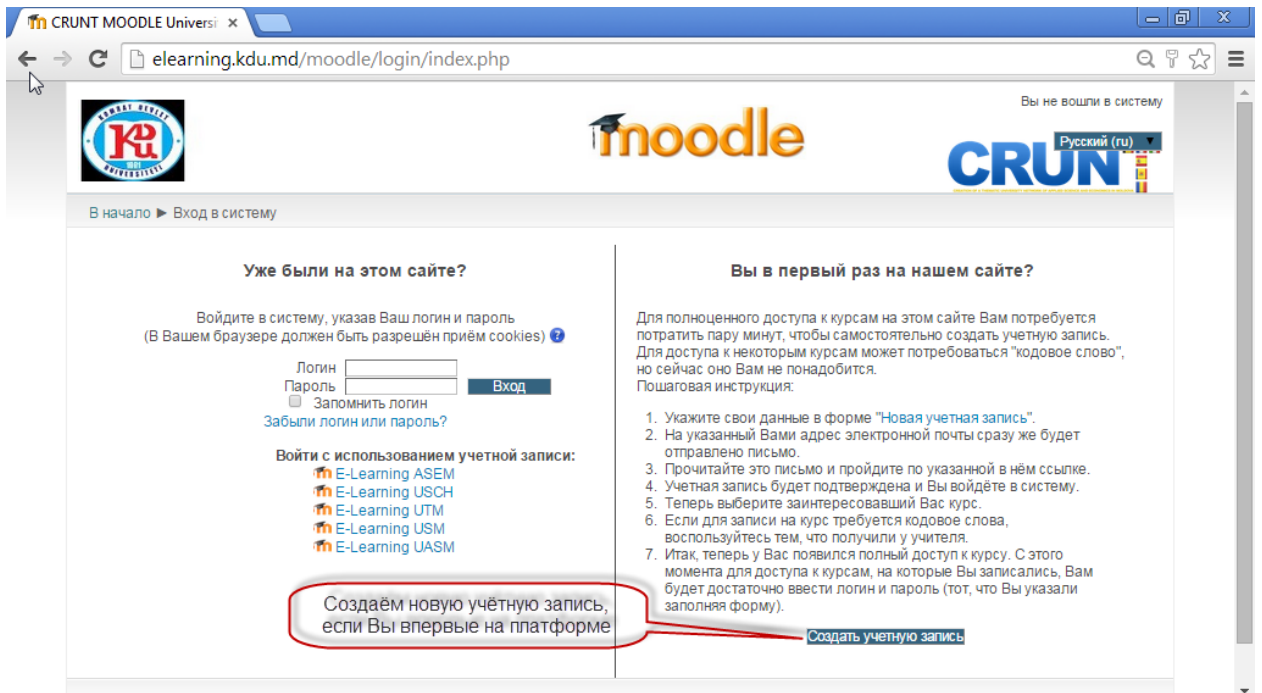 CRUNT MOODLE Universi
elearning.kdu.md/moodle/login/index.php
Вы не вошли в систему
KOMRAT DEVLET
KDU
1991
UNIVERSITETI
moodle
Русский (ru)
CRUNT
В начало ► Вход в систему
Уже были на этом сайте?
Войдите в систему, указав Ваш логин и пароль
(В Вашем браузере должен быть разрешён приём cookies)
Логин
Пароль
Вход
Запомнить логин
Забыли логин или пароль?
Войти с использованием учетной записи:
E-Learning ASEM
E-Learning USCH
E-Learning UTM
E-Learning USM
E-Learning UASM
Создаём новую учётную запись,
если Вы впервые на платформе
Вы в первый раз на нашем сайте?
Для полноценного доступа к курсам на этом сайте Вам потребуется
потратить пару минут, чтобы самостоятельно создать учетную запись.
Для доступа к некоторым курсам может потребоваться "кодовое слово",
но сейчас оно Вам не понадобится.
Пошаговая инструкция:
1. Укажите свои данные в форме "Новая учетная запись".
2. На указанный Вами адрес электронной почты сразу же будет
отправлено письмо.
3. Прочитайте это письмо и пройдите по указанной в нём ссылке.
4. Учетная запись будет подтверждена и Вы войдёте в систему.
5. Теперь выберите заинтересовавший Вас курс.
6. Если для записи на курс требуется кодовое слова,
воспользуйтесь тем, что получили у учителя.
7. Итак, теперь у Вас появился полный доступ к курсу. С этого
момента для доступа к курсам, на которые Вы записались, Вам
будет достаточно ввести логин и пароль (тот, что Вы указали
заполняя форму).
Создать учетную запись